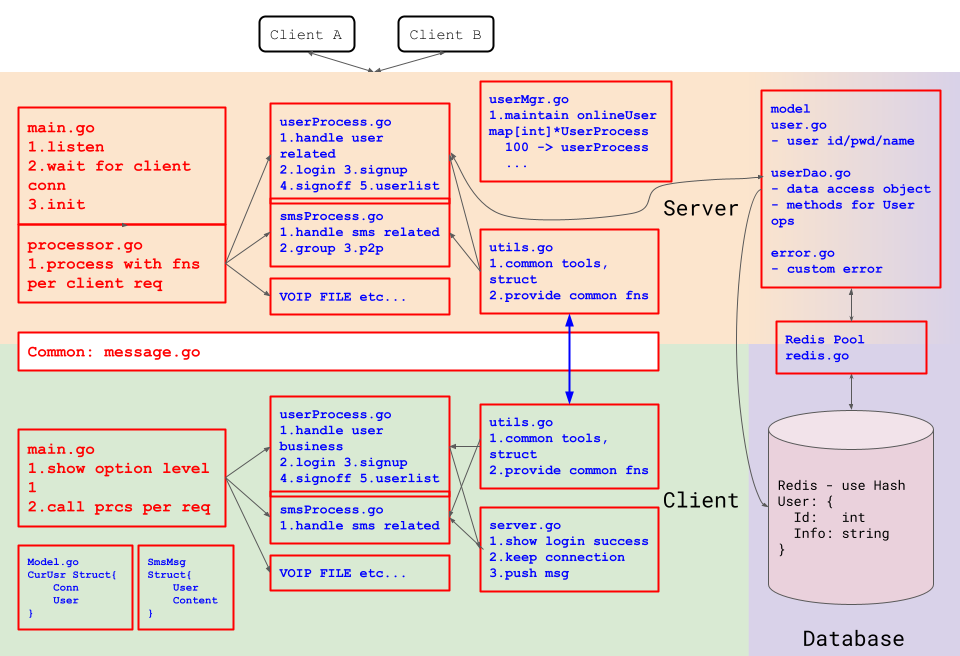 Client A
Client B
main.go
1.listen
2.wait for client
conn
3.init
processor.go
1.process with fns
per client req
userProcess.go
1.handle user
related
2.login 3.signup
4.signoff 5.userlist
smsProcess.go
1.handle sms related
2.group 3.p2p
VOIP FILE etc...
userMgr.go
1.maintain onlineUser
map[int]*UserProcess
100 -> userProcess
...
Server
utils.go
1.common tools,
struct
2.provide common fns
model
user.go
- user id/pwd/name
userDao.go
- data access object
- methods for User
ops
error.go
- custom error
Redis Pool
redis.go
Common: message.go
main.go
1.show option level
1
2.call prcs per req
userProcess.go
1.handle user
business
2.login 3.signup
4.signoff 5.userlist
smsProcess.go
1.handle sms related
VOIP FILE etc...
utils.go
1.common tools,
struct
2.provide common fns
Client
server.go
1.show login success
2.keep connection
3.push msg
Model.go
CurUsr Struct{
Conn
User
}
SmsMsg
Struct{
User
Content
}
Redis - use Hash
User: {
Id: int
Info: string
}
Database